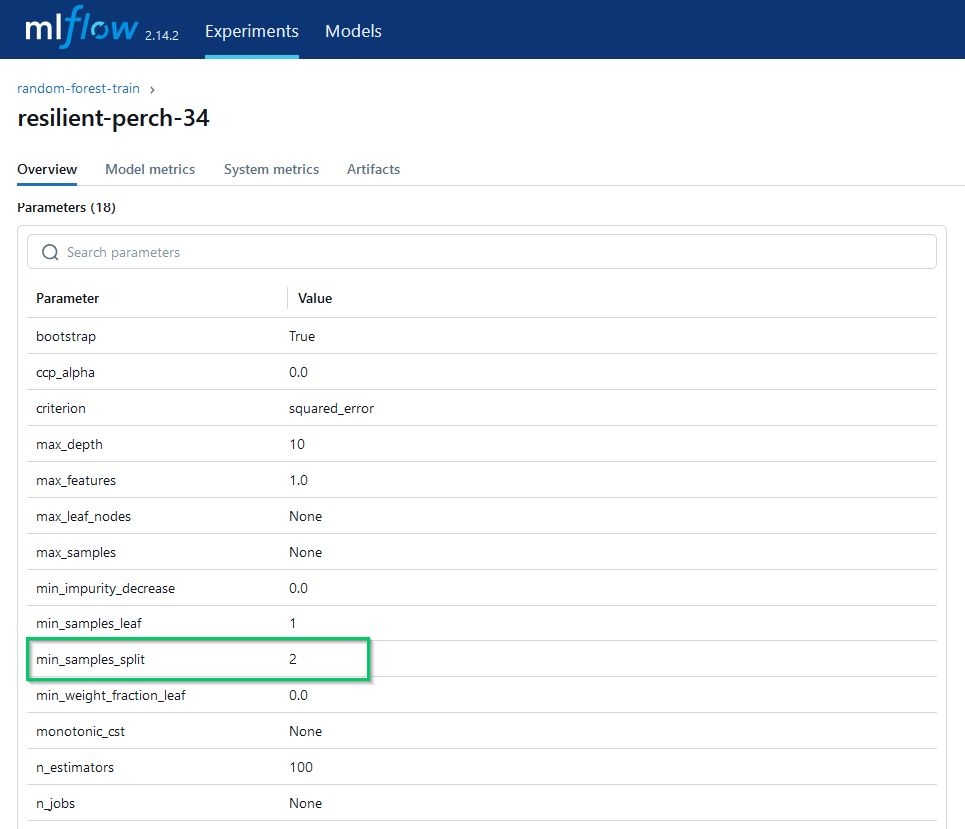 mlflow 2.14.2 Experiments Models
random-forest-train >
resilient-perch-34
Overview Model metrics System metrics Artifacts
Parameters (18)
Search parameters
Parameter Value
bootstrap True
ccp_alpha 0.0
criterion squared_error
max_depth 10
max_features 1.0
max_leaf_nodes None
max_samples None
min_impurity_decrease 0.0
min_samples_leaf 1
min_samples_split 2
min_weight_fraction_leaf 0.0
monotonic_cst None
n_estimators 100
n_jobs None